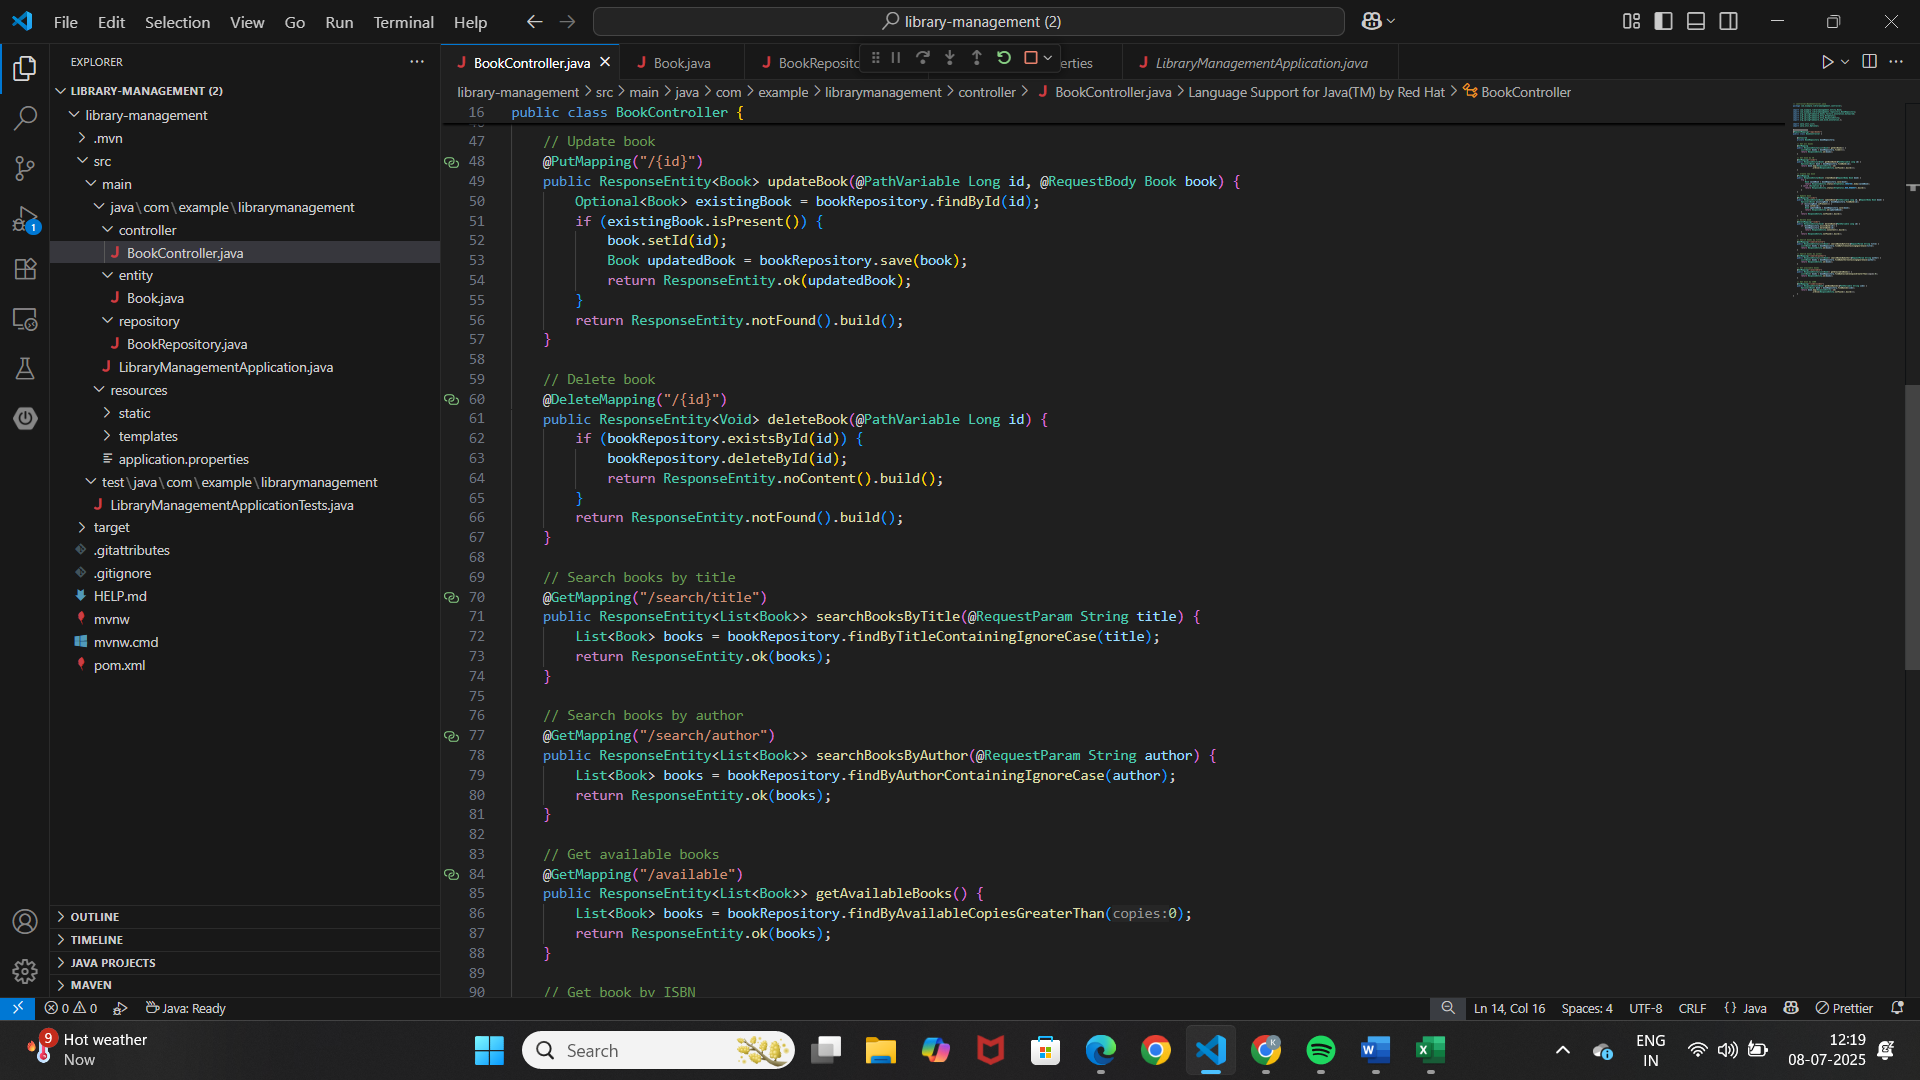 File Edit Selection View Go Run Terminal Help
library-management (2)
EXPLORER
LIBRARY-MANAGEMENT (2)
library-management
.mvn
src
main
java\com\example\librarymanagement
controller
BookController.java
entity
Book.java
repository
BookRepository.java
LibraryManagementApplication.java
resources
static
templates
application.properties
test\java\com\example\librarymanagement
LibraryManagementApplicationTests.java
target
.gitattributes
.gitignore
HELP.md
mvnw
mvnw.cmd
pom.xml
OUTLINE
TIMELINE
JAVA PROJECTS
MAVEN
1
BookController.java Book.java BookReposito erties LibraryManagementApplication.java
library-management > src > main > java > com > example > librarymanagement > controller > BookController.java > Language Support for Java(TM) by Red Hat > BookController
16 public class BookController {
47 // Update book
48 @PutMapping("/{id}")
49 public ResponseEntity<Book> updateBook(@PathVariable Long id, @RequestBody Book book) {
50 Optional<Book> existingBook = bookRepository.findById(id);
51 if (existingBook.isPresent()) {
52 book.setId(id);
53 Book updatedBook = bookRepository.save(book);
54 return ResponseEntity.ok(updatedBook);
55 }
56 return ResponseEntity.notFound().build();
57 }
58
59 // Delete book
60 @DeleteMapping("/{id}")
61 public ResponseEntity<Void> deleteBook(@PathVariable Long id) {
62 if (bookRepository.existsById(id)) {
63 bookRepository.deleteById(id);
64 return ResponseEntity.noContent().build();
65 }
66 return ResponseEntity.notFound().build();
67 }
68
69 // Search books by title
70 @GetMapping("/search/title")
71 public ResponseEntity<List<Book>> searchBooksByTitle(@RequestParam String title) {
72 List<Book> books = bookRepository.findByTitleContainingIgnoreCase(title);
73 return ResponseEntity.ok(books);
74 }
75
76 // Search books by author
77 @GetMapping("/search/author")
78 public ResponseEntity<List<Book>> searchBooksByAuthor(@RequestParam String author) {
79 List<Book> books = bookRepository.findByAuthorContainingIgnoreCase(author);
80 return ResponseEntity.ok(books);
81 }
82
83 // Get available books
84 @GetMapping("/available")
85 public ResponseEntity<List<Book>> getAvailableBooks() {
86 List<Book> books = bookRepository.findByAvailableCopiesGreaterThan(copies:0);
87 return ResponseEntity.ok(books);
88 }
89
90 // Get book by ISBN
0 0 Java: Ready
Ln 14, Col 16 Spaces: 4 UTF-8 CRLF {} Java Prettier
9
Hot weather
Now
Search
ENG
IN
12:19
08-07-2025